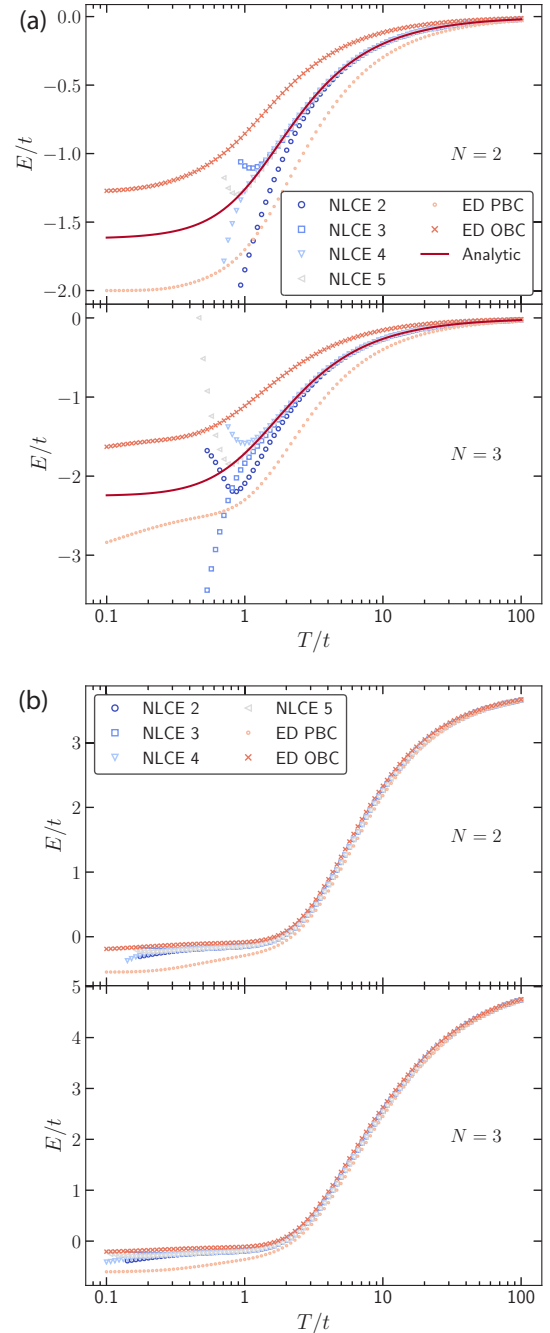 (a)
0.0
−0.5
−1.0
−1.5
−2.0
E/t
N = 2
NLCE 2
NLCE 3
NLCE 4
NLCE 5
ED PBC
ED OBC
Analytic
0
−1
−2
−3
E/t
N = 3
0.1
1
10
100
T/t
(b)
NLCE 2
NLCE 3
NLCE 4
NLCE 5
ED PBC
ED OBC
3
2
1
0
E/t
N = 2
5
4
3
2
1
0
E/t
N = 3
0.1
1
10
100
T/t